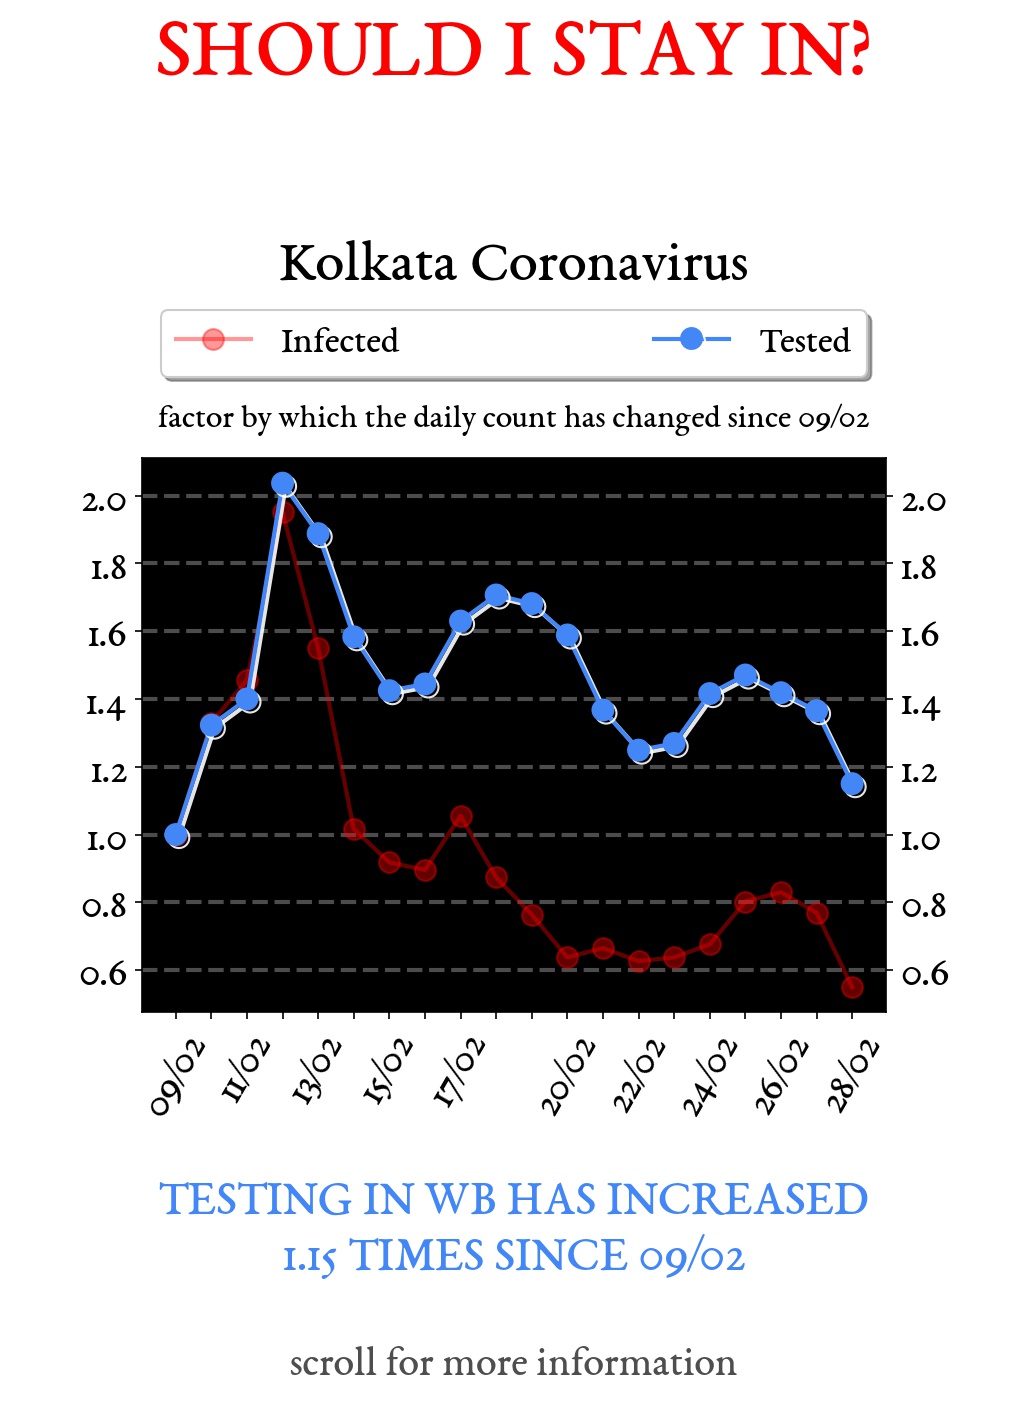 SHOULD I STAY IN?
Kolkata Coronavirus
Infected Tested
factor by which the daily count has changed since 09/02
2.0 2.0
1.8 1.8
1.6 1.6
1.4 1.4
1.2 1.2
1.0 1.0
0.8 0.8
0.6 0.6
09/02 11/02 13/02 15/02 17/02 20/02 22/02 24/02 26/02 28/02
TESTING IN WB HAS INCREASED
1.15 TIMES SINCE 09/02
scroll for more information